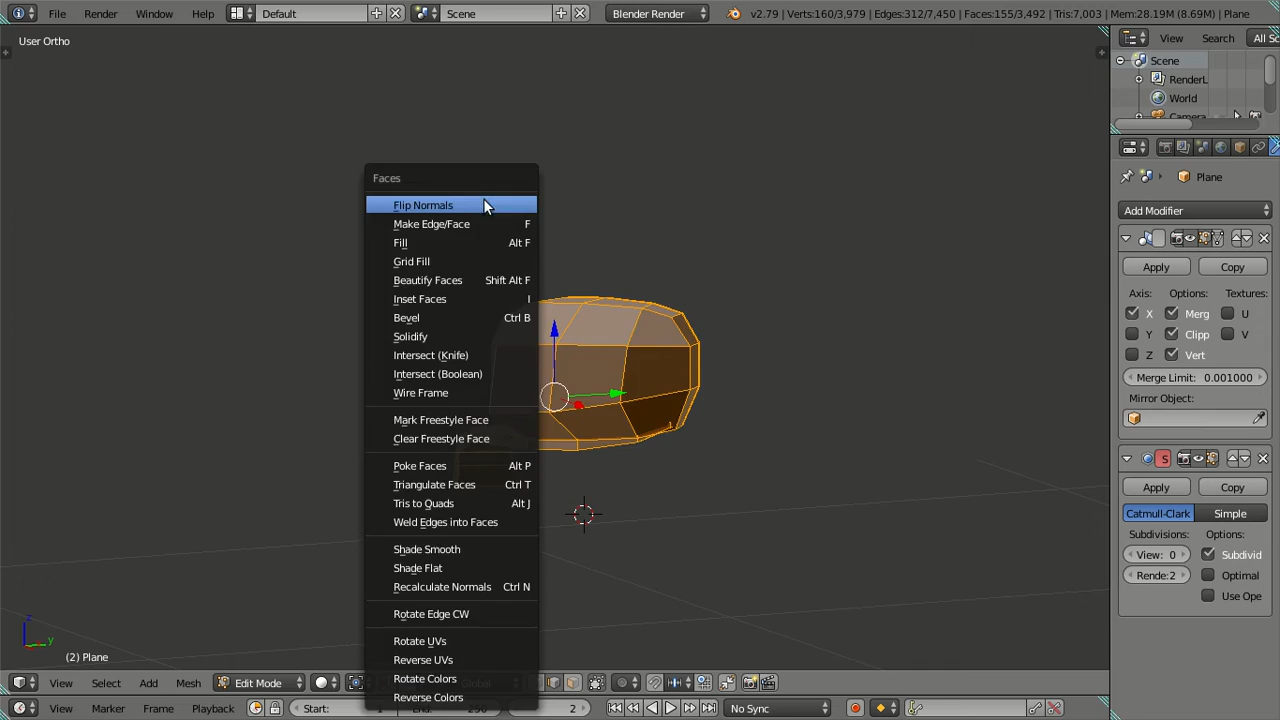 File Render Window Help Default Scene Blender Render v2.79 | Verts:160/3,979 | Edges:312/7,450 | Faces:155/3,492 | Tris:7,003 | Mem:28.19M (8.69M) | Plane
User Ortho
View Search All Sc
Scene
RenderL
World
Camera
Plane
Add Modifier
Apply Copy
Axis: Options: Textures:
X Merg U
Y Clipp V
Z Vert
Merge Limit: 0.001000
Mirror Object:
S
Apply Copy
Catmull-Clark Simple
Subdivisions: Options:
View: 0 Subdivid
Rende: 2 Optimal
Use Ope
Faces
Flip Normals
Make Edge/Face F
Fill Alt F
Grid Fill
Beautify Faces Shift Alt F
Inset Faces I
Bevel Ctrl B
Solidify
Intersect (Knife)
Intersect (Boolean)
Wire Frame
Mark Freestyle Face
Clear Freestyle Face
Poke Faces Alt P
Triangulate Faces Ctrl T
Tris to Quads Alt J
Weld Edges into Faces
Shade Smooth
Shade Flat
Recalculate Normals Ctrl N
Rotate Edge CW
Rotate UVs
Reverse UVs
Rotate Colors
Reverse Colors
z
y
(2) Plane
View Select Add Mesh Edit Mode Global
View Marker Frame Playback Start: 1 End: 250 2 No Sync